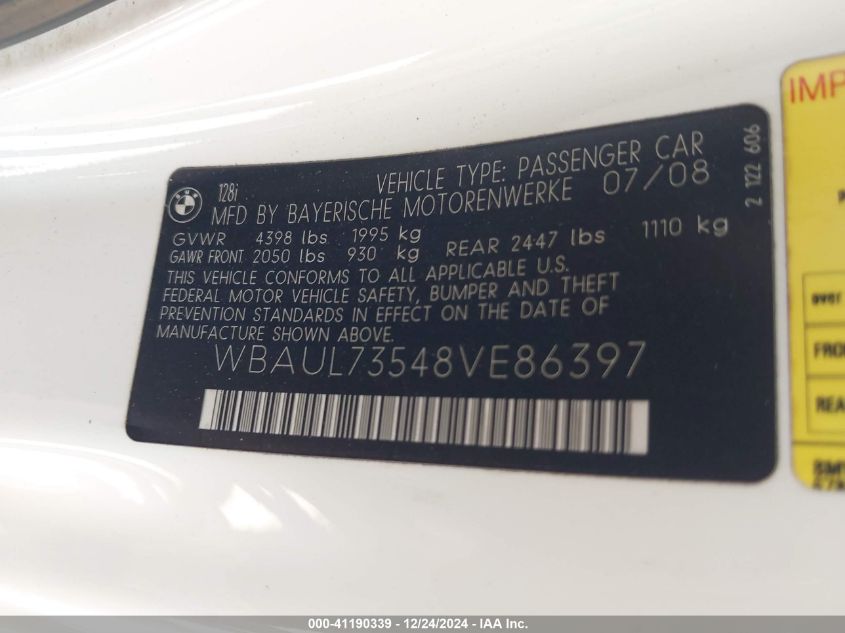 128i VEHICLE TYPE: PASSENGER CAR
MFD BY BAYERISCHE MOTORENWERKE 07/08
GVWR 4398 lbs 1995 kg
GAWR FRONT 2050 lbs 930 kg REAR 2447 lbs 1110 kg
THIS VEHICLE CONFORMS TO ALL APPLICABLE U.S.
FEDERAL MOTOR VEHICLE SAFETY, BUMPER AND THEFT
PREVENTION STANDARDS IN EFFECT ON THE DATE OF
MANUFACTURE SHOWN ABOVE.
WBAUL73548VE86397
2 122 606
IMP
over
FRO
REA
BMW
000-41190339 - 12/24/2024 - IAA Inc.